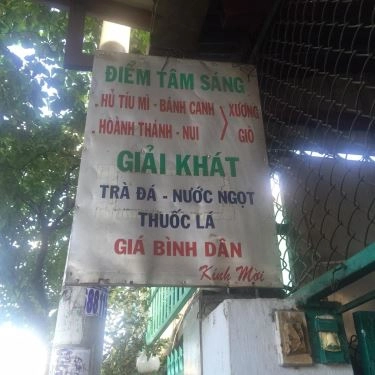 ĐIỂM TÂM SÁNG
HỦ TÍU MÌ - BÁNH CANH } XƯƠNG
HOÀNH THÁNH - NUI } GIÒ
GIẢI KHÁT
TRÀ ĐÁ - NƯỚC NGỌT
THUỐC LÁ
GIÁ BÌNH DÂN
Kính Mời